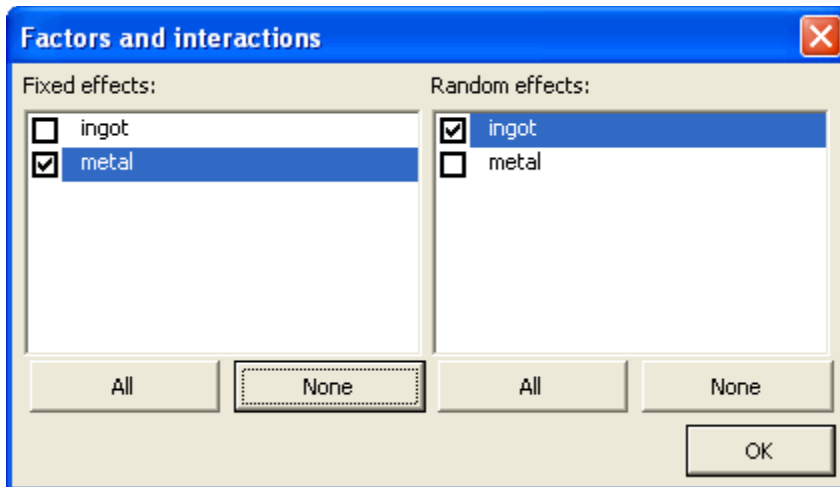 Factors and interactions
Fixed effects:
Random effects:
ingot
metal
ingot
metal
All
None
All
None
OK